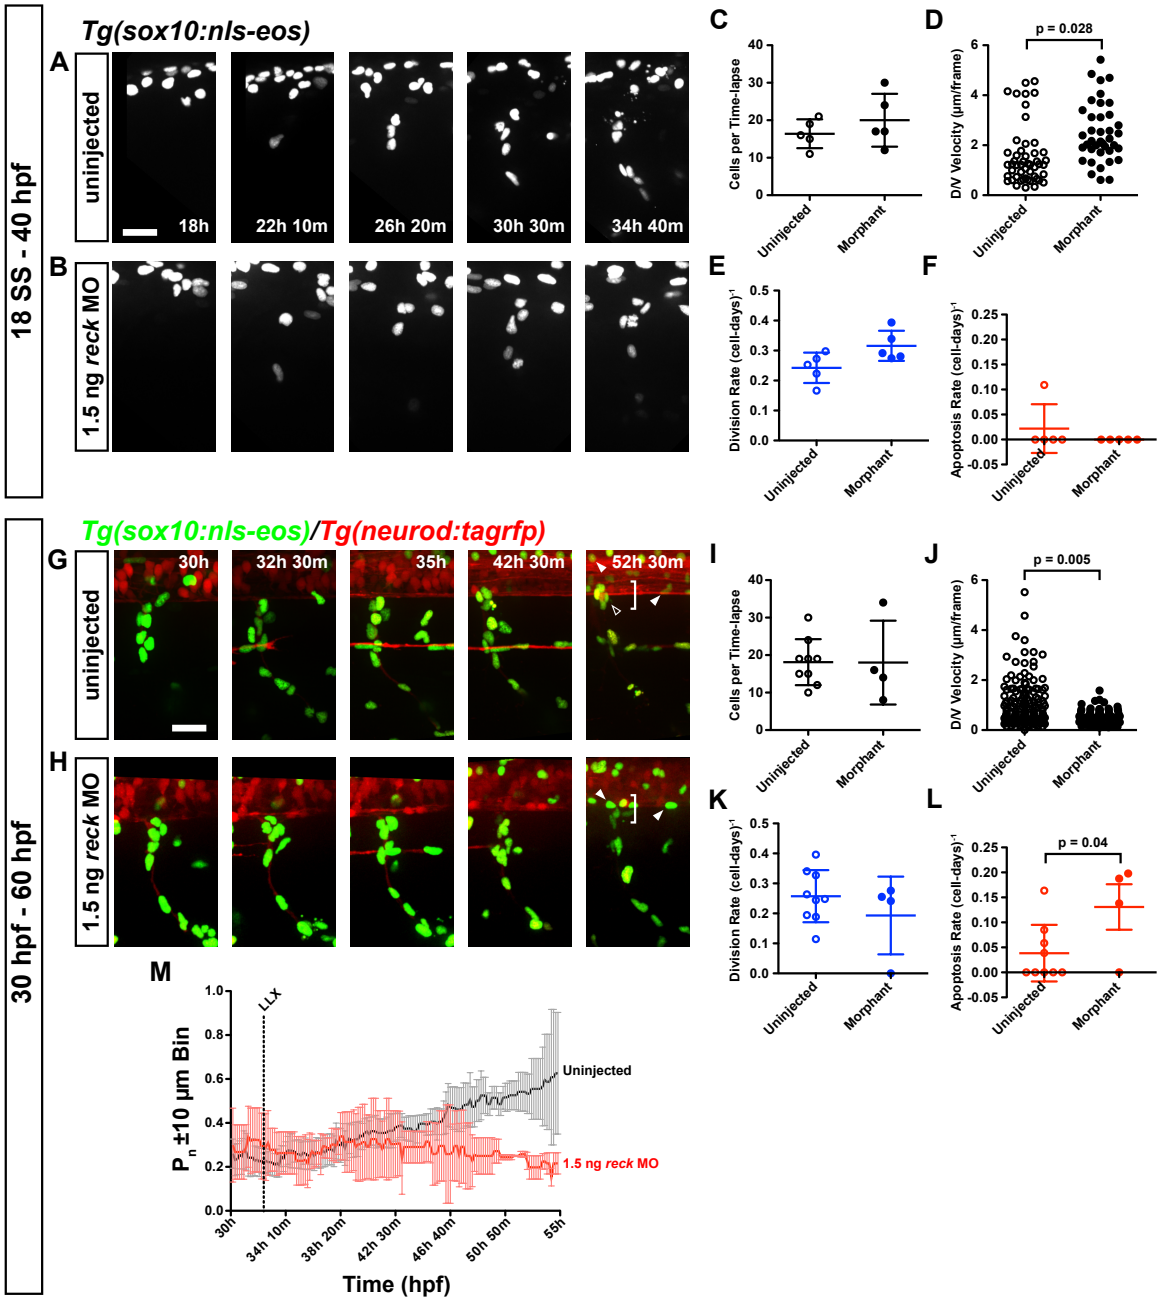 18 SS - 40 hpf
Tg(sox10:nls-eos)
A
uninjected
18h
22h 10m
26h 20m
30h 30m
34h 40m
B
1.5 ng reck MO
C
Cells per Time-lapse
40
30
20
10
0
Uninjected
Morphant
D
p = 0.028
D/V Velocity (µm/frame)
6
4
2
0
Uninjected
Morphant
E
Division Rate (cell-days)⁻¹
0.5
0.4
0.3
0.2
0.1
0.0
Uninjected
Morphant
F
Apoptosis Rate (cell-days)⁻¹
0.25
0.20
0.15
0.10
0.05
0.00
-0.05
Uninjected
Morphant
30 hpf - 60 hpf
Tg(sox10:nls-eos)/Tg(neurod:tagrfp)
G
uninjected
30h
32h 30m
35h
42h 30m
52h 30m
H
1.5 ng reck MO
I
Cells per Time-lapse
40
30
20
10
0
Uninjected
Morphant
J
p = 0.005
D/V Velocity (µm/frame)
6
4
2
0
Uninjected
Morphant
K
Division Rate (cell-days)⁻¹
0.5
0.4
0.3
0.2
0.1
0.0
Uninjected
Morphant
L
p = 0.04
Apoptosis Rate (cell-days)⁻¹
0.25
0.20
0.15
0.10
0.05
0.00
-0.05
Uninjected
Morphant
M
LLX
Pn ±10 µm Bin
1.0
0.8
0.6
0.4
0.2
0.0
Uninjected
1.5 ng reck MO
30h
34h 10m
38h 20m
42h 30m
46h 40m
50h 50m
55h
Time (hpf)